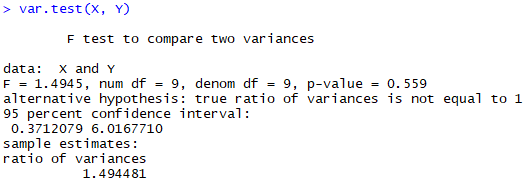 > var.test(X, Y)
F test to compare two variances
data:  X and Y
F = 1.4945, num df = 9, denom df = 9, p-value = 0.559
alternative hypothesis: true ratio of variances is not equal to 1
95 percent confidence interval:
0.3712079 6.0167710
sample estimates:
ratio of variances
1.494481